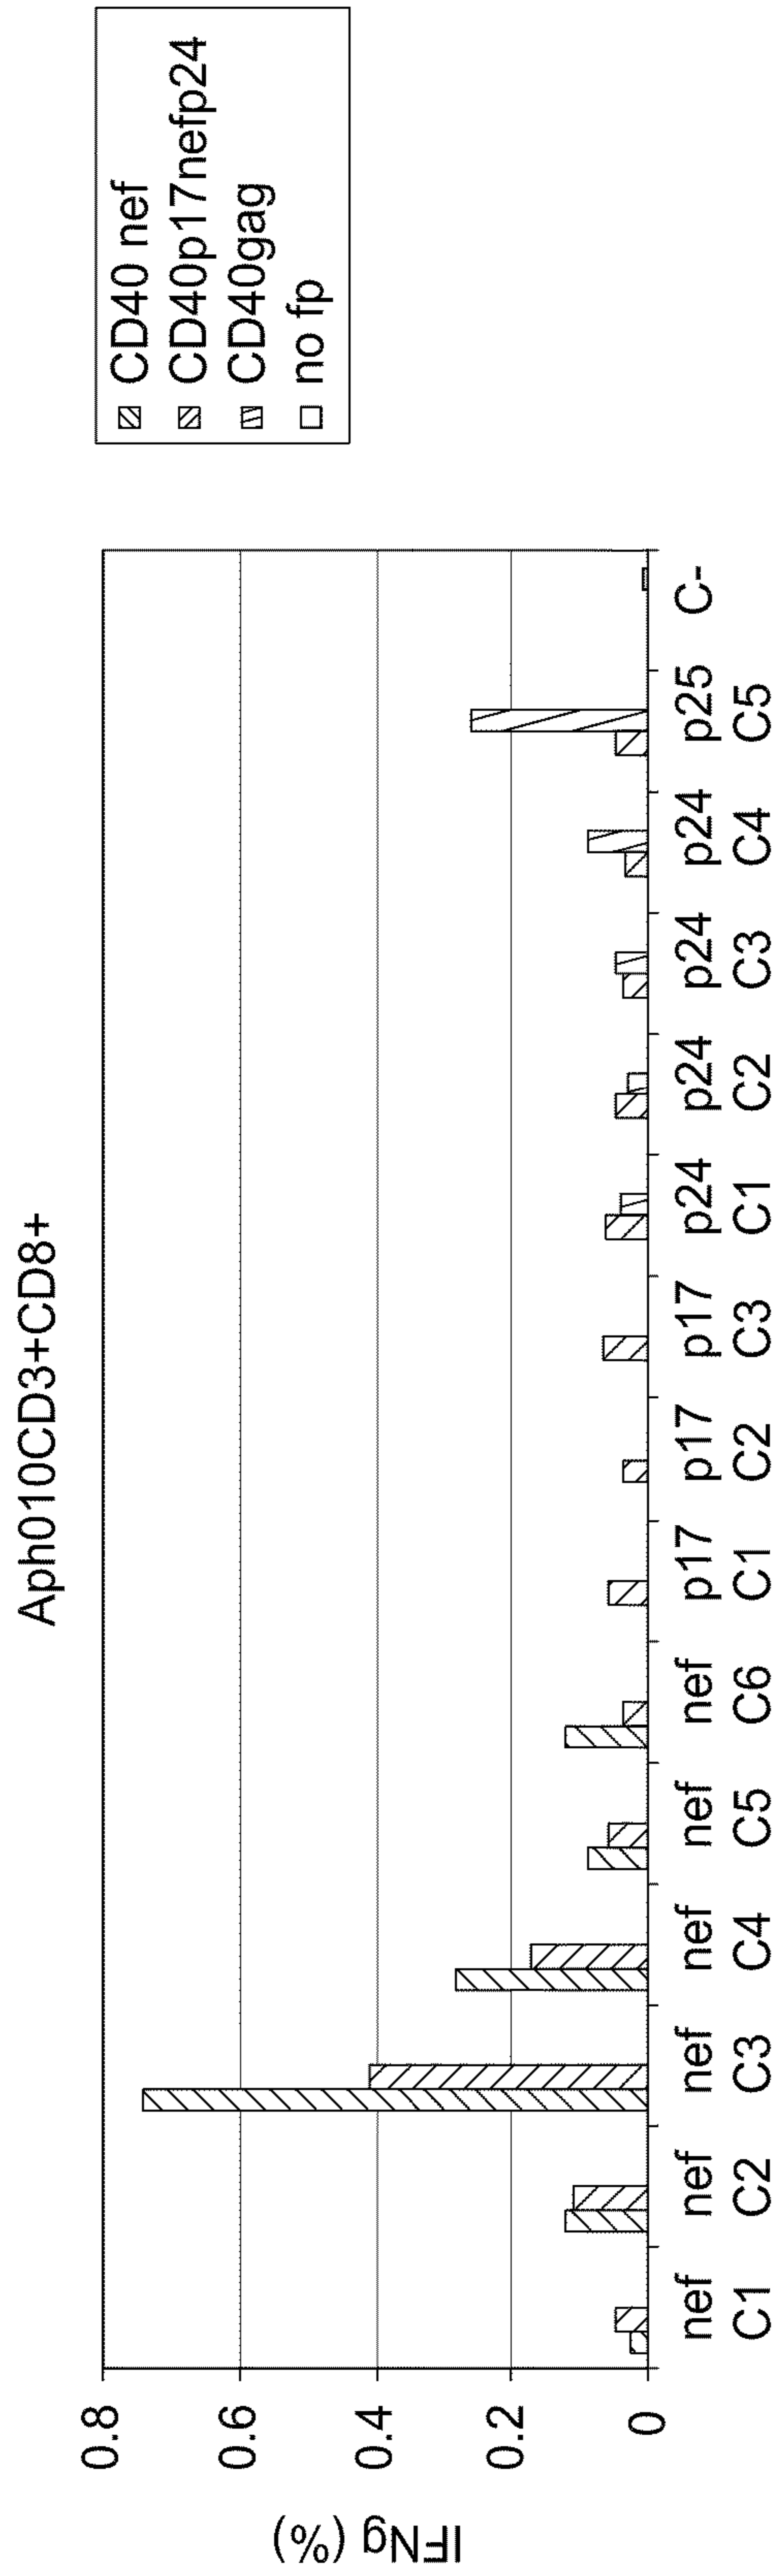 Aph010CD3+CD8+
CD40 nef
CD40p17nefp24
CD40gag
no fp
IFNg (%)
0.8
0.6
0.4
0.2
0
nef nef nef nef nef nef p17 p17 p17 p24 p24 p24 p24 p25 C-
C1 C2 C3 C4 C5 C6 C1 C2 C3 C1 C2 C3 C4 C5